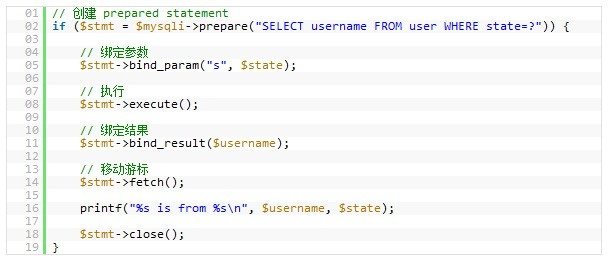 01 // 创建 prepared statement
02 if ($stmt = $mysqli->prepare("SELECT username FROM user WHERE state=?")) {
03
04     // 绑定参数
05     $stmt->bind_param("s", $state);
06
07     // 执行
08     $stmt->execute();
09
10     // 绑定结果
11     $stmt->bind_result($username);
12
13     // 移动游标
14     $stmt->fetch();
15
16     printf("%s is from %s\n", $username, $state);
17
18     $stmt->close();
19 }